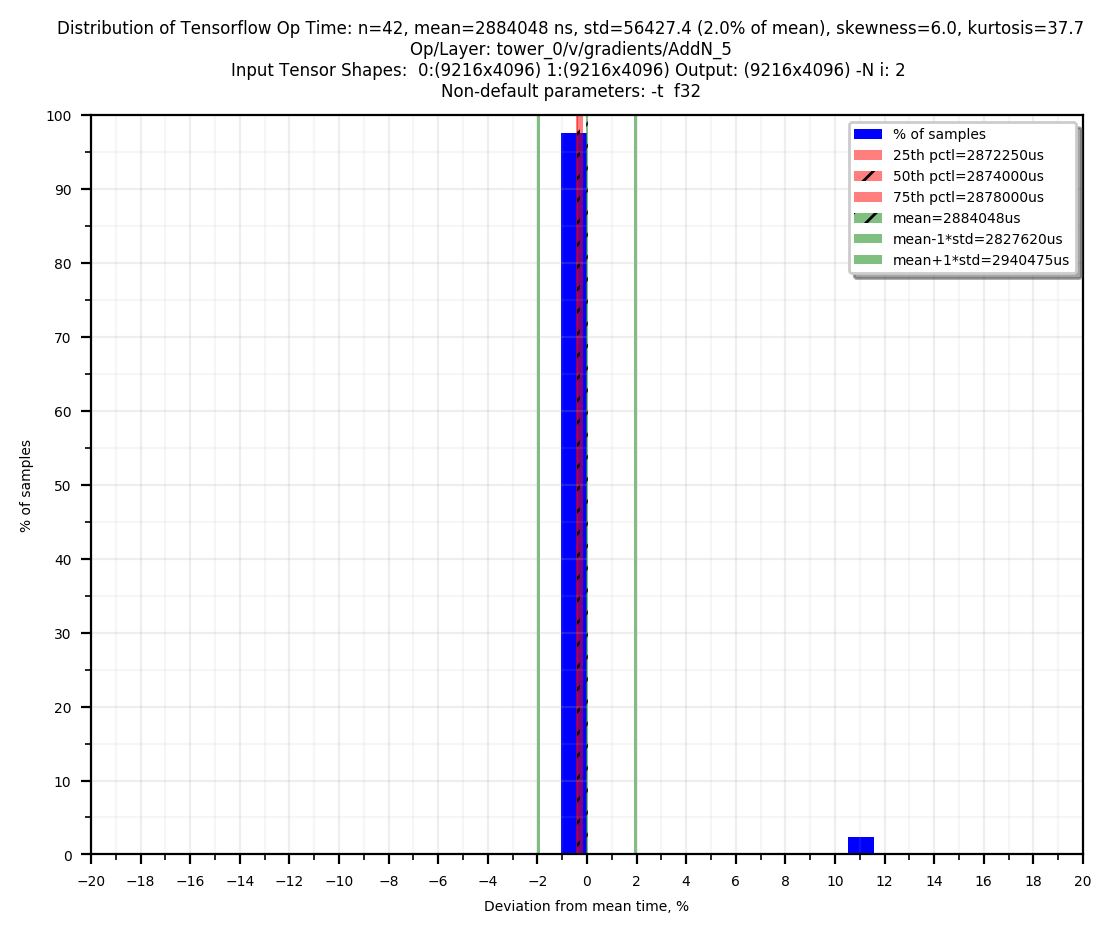 Distribution of Tensorflow Op Time: n=42, mean=2884048 ns, std=56427.4 (2.0% of mean), skewness=6.0, kurtosis=37.7
Op/Layer: tower_0/v/gradients/AddN_5
Input Tensor Shapes:  0:(9216x4096) 1:(9216x4096) Output: (9216x4096) -N i: 2
Non-default parameters: -t  f32
% of samples
25th pctl=2872250us
50th pctl=2874000us
75th pctl=2878000us
mean=2884048us
mean-1*std=2827620us
mean+1*std=2940475us
100
90
80
70
60
50
40
30
20
10
0
% of samples
−20 −18 −16 −14 −12 −10 −8 −6 −4 −2 0 2 4 6 8 10 12 14 16 18 20
Deviation from mean time, %